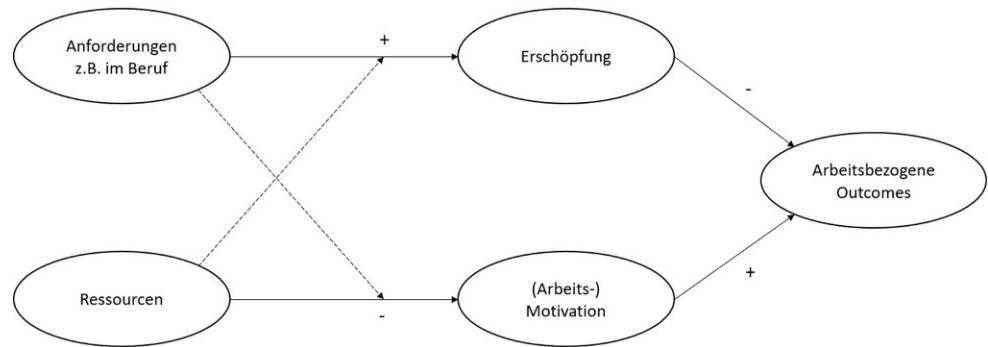 Anforderungen
z.B. im Beruf
+
Erschöpfung
-
Arbeitsbezogene
Outcomes
Ressourcen
-
(Arbeits-)
Motivation
+